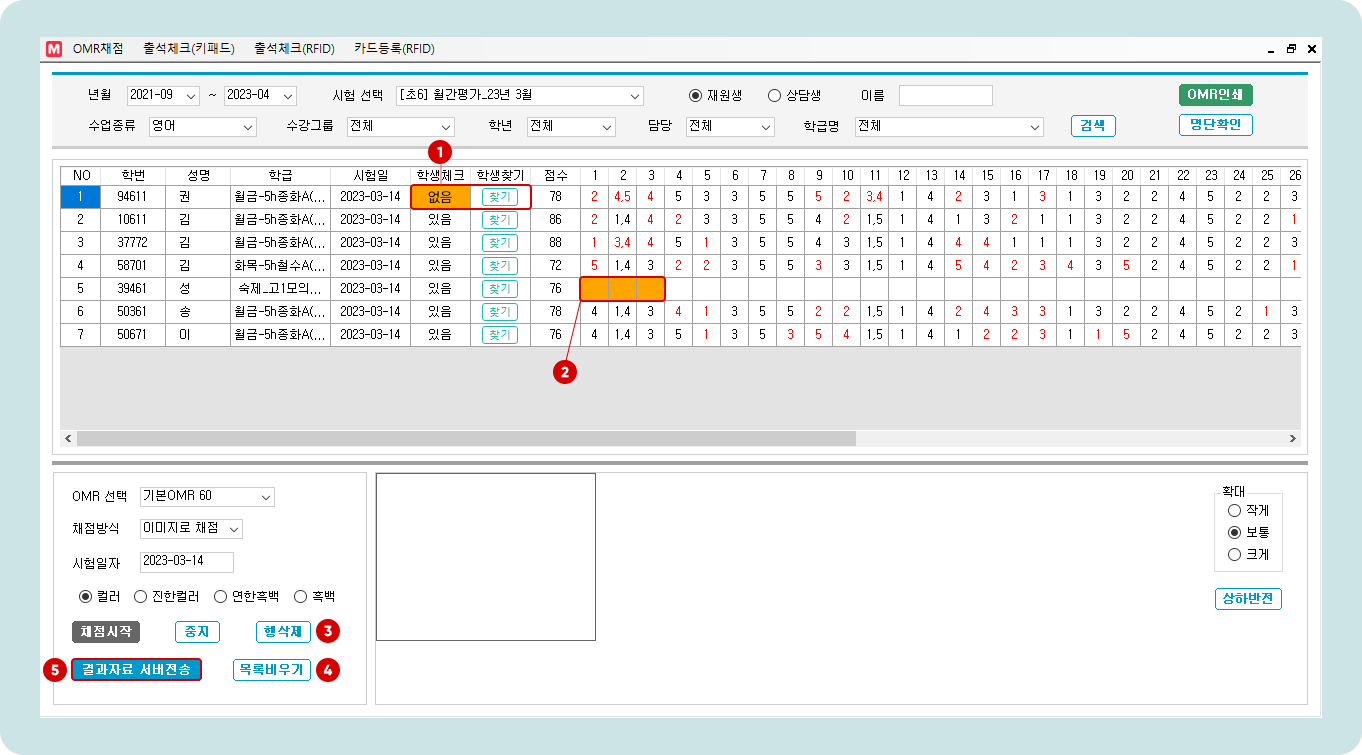 M OMR채점 출석체크(키패드) 출석체크(RFID) 카드등록(RFID)
년월 2021-09 ~ 2023-04 시험 선택 [초6] 월간평가_23년 3월 재원생 상담생 이름 OMR인쇄
수업종류 영어 수강그룹 전체 학년 전체 담당 전체 학급명 전체 검색 명단확인
1
NO 학번 성명 학급 시험일 학생체크 학생찾기 점수 1 2 3 4 5 6 7 8 9 10 11 12 13 14 15 16 17 18 19 20 21 22 23 24 25 26
1 94611 권 월금-5h종화A(... 2023-03-14 없음 찾기 78 2 4,5 4 5 3 3 5 5 5 2 3,4 1 4 2 3 1 3 1 3 2 2 4 5 2 2 3
2 10611 김 월금-5h종화A(... 2023-03-14 있음 찾기 86 2 1,4 4 2 3 3 5 5 4 2 1,5 1 4 1 3 2 1 1 3 2 2 4 5 2 2 1
3 37772 김 월금-5h종화A(... 2023-03-14 있음 찾기 88 1 3,4 4 5 1 3 5 5 4 3 1,5 1 4 4 4 1 1 1 3 2 2 4 5 2 2 3
4 58701 김 화목-5h철수A(... 2023-03-14 있음 찾기 72 5 1,4 3 2 2 3 5 5 3 3 1,5 1 4 5 4 2 3 4 3 5 2 4 5 2 2 1
5 39461 성 숙제_고1모의... 2023-03-14 있음 찾기 76
6 50361 송 월금-5h종화A(... 2023-03-14 있음 찾기 78 4 1,4 3 4 1 3 5 5 2 2 1,5 1 4 2 4 3 3 1 3 2 2 4 5 2 1 3
7 50671 이 월금-5h종화A(... 2023-03-14 있음 찾기 76 4 1,4 3 5 1 3 5 3 5 4 1,5 1 4 1 2 2 3 1 1 5 2 4 5 2 2 3
2
OMR 선택 기본OMR 60
채점방식 이미지로 채점
시험일자 2023-03-14
컬러 진한컬러 연한흑백 흑백
채점시작 중지 행삭제 3
5 결과자료 서버전송 목록비우기 4
확대
작게
보통
크게
상하반전